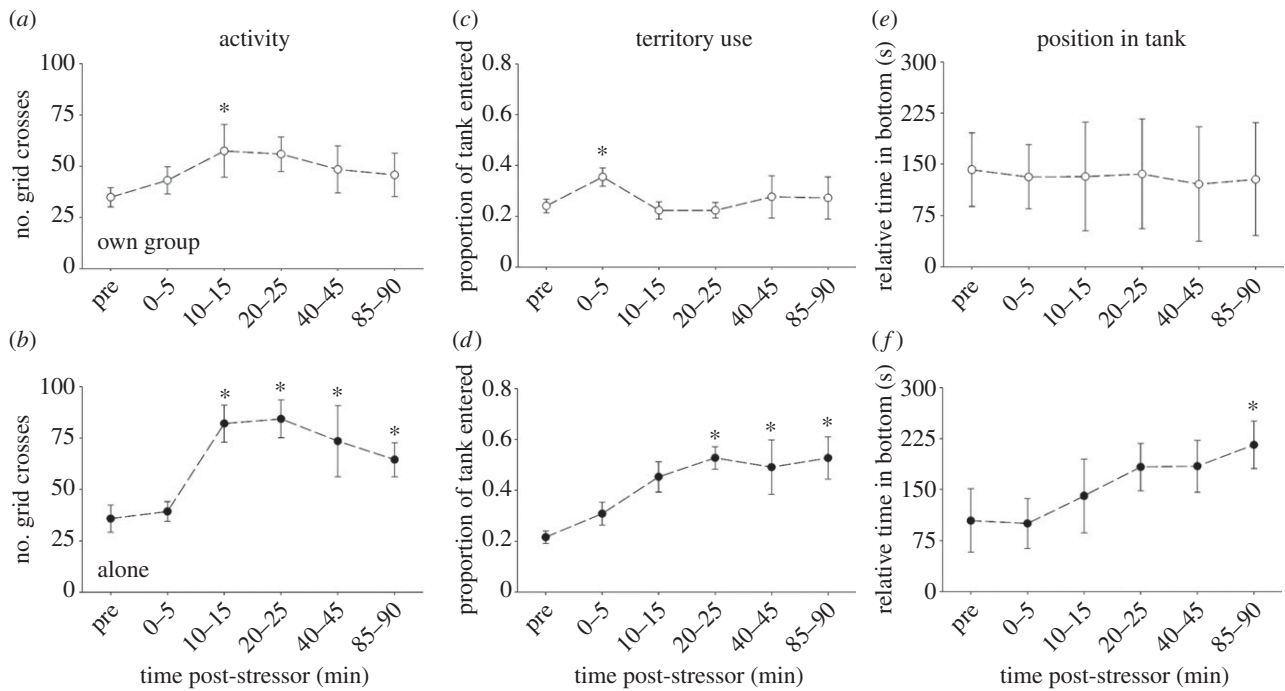 (a)
activity
100
75
50
25
0
no. grid crosses
*
own group
pre
0–5
10–15
20–25
40–45
85–90
(c)
territory use
0.8
0.6
0.4
0.2
0.0
proportion of tank entered
*
pre
0–5
10–15
20–25
40–45
85–90
(e)
position in tank
300
225
150
75
0
relative time in bottom (s)
pre
0–5
10–15
20–25
40–45
85–90
(b)
100
75
50
25
0
no. grid crosses
* * * *
alone
pre
0–5
10–15
20–25
40–45
85–90
time post-stressor (min)
(d)
0.8
0.6
0.4
0.2
0.0
proportion of tank entered
* * *
pre
0–5
10–15
20–25
40–45
85–90
time post-stressor (min)
(f)
300
225
150
75
0
relative time in bottom (s)
*
pre
0–5
10–15
20–25
40–45
85–90
time post-stressor (min)